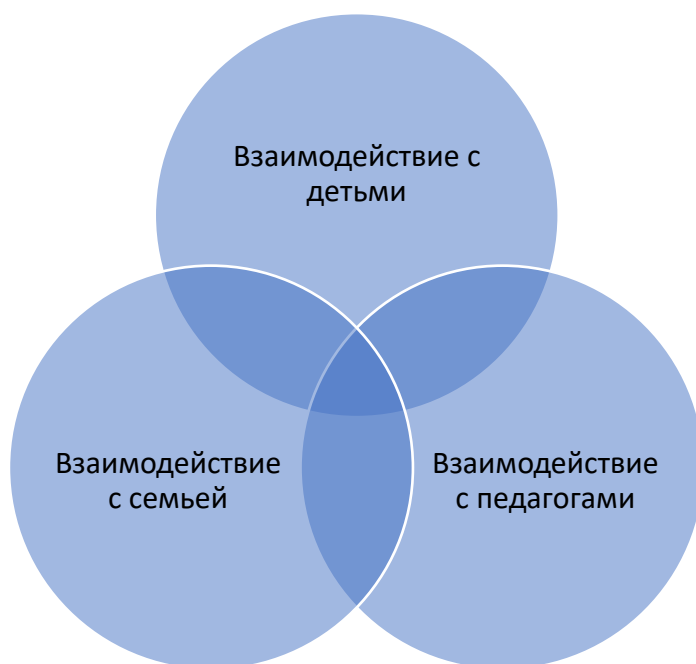 Взаимодействие с
детьми
Взаимодействие
с семьей
Взаимодействие
с педагогами